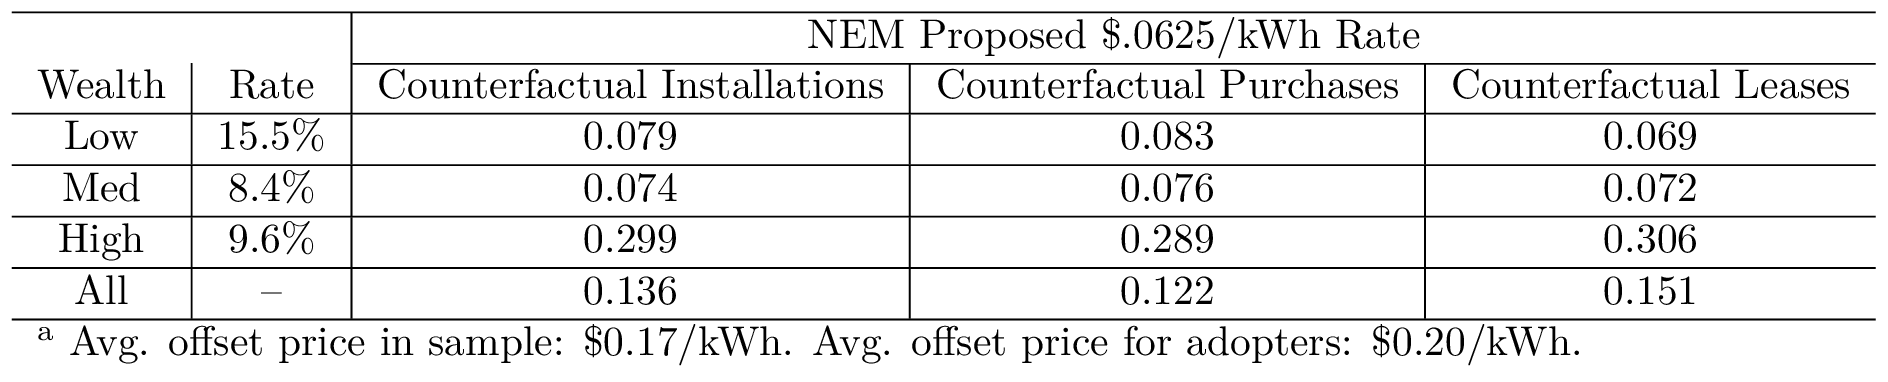 NEM Proposed $.0625/kWh Rate
Wealth Rate Counterfactual Installations Counterfactual Purchases Counterfactual Leases
Low 15.5% 0.079 0.083 0.069
Med 8.4% 0.074 0.076 0.072
High 9.6% 0.299 0.289 0.306
All – 0.136 0.122 0.151
a Avg. offset price in sample: $0.17/kWh. Avg. offset price for adopters: $0.20/kWh.